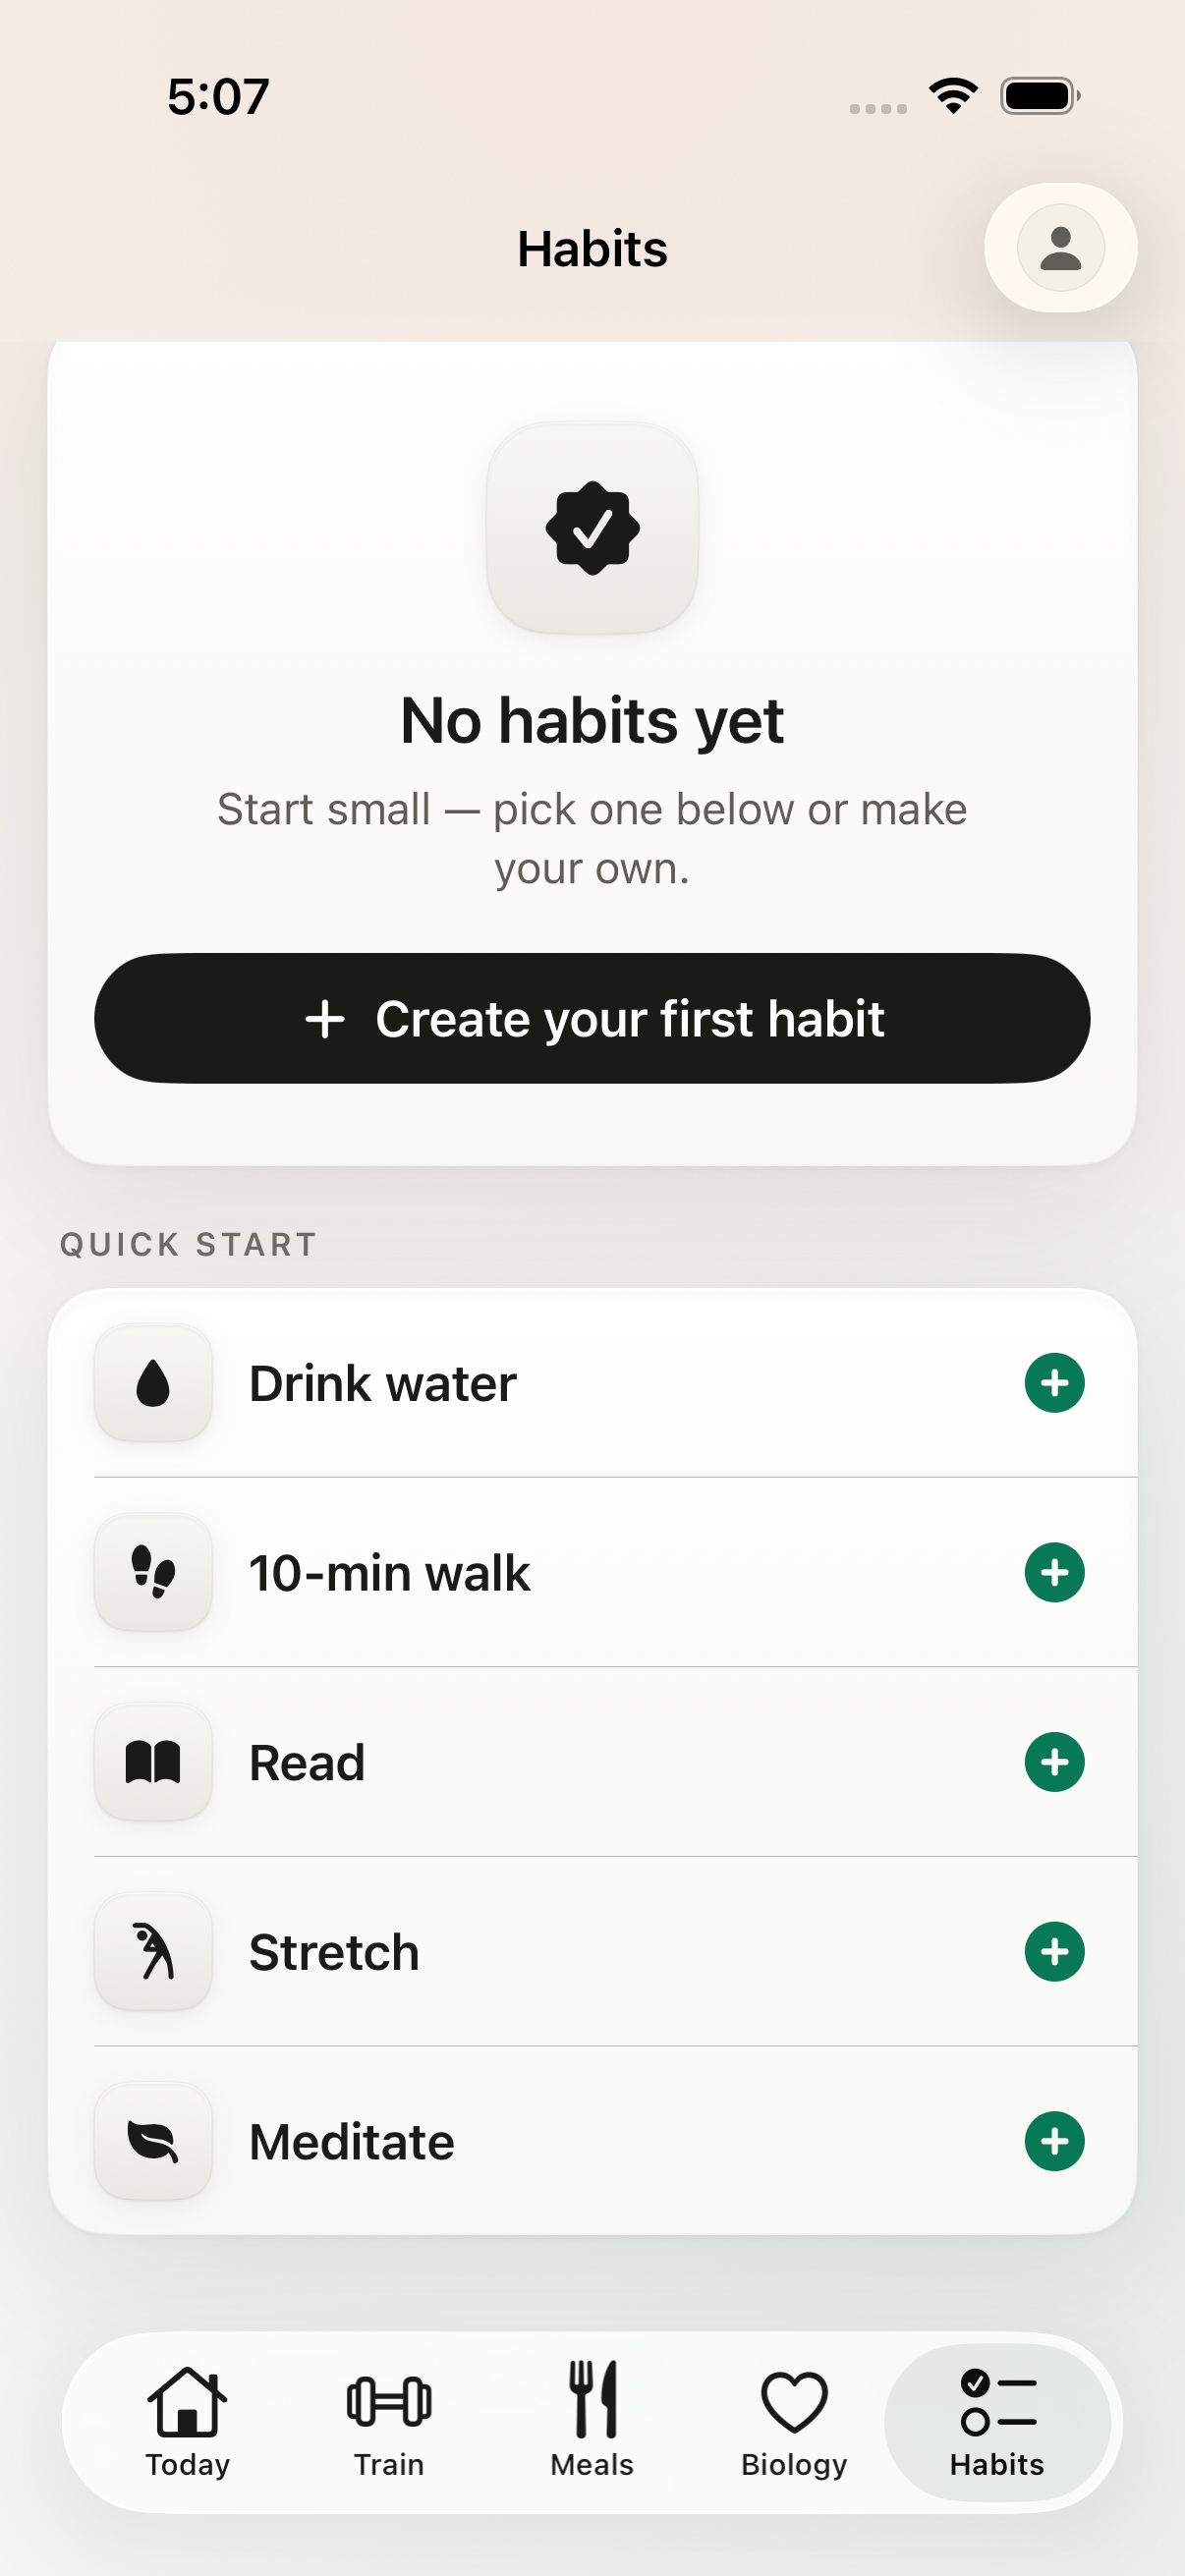 5:07
Habits
No habits yet
Start small — pick one below or make
your own.
Create your first habit
QUICK START
Drink water
10-min walk
Read
Stretch
Meditate
Today
Train
Meals
Biology
Habits